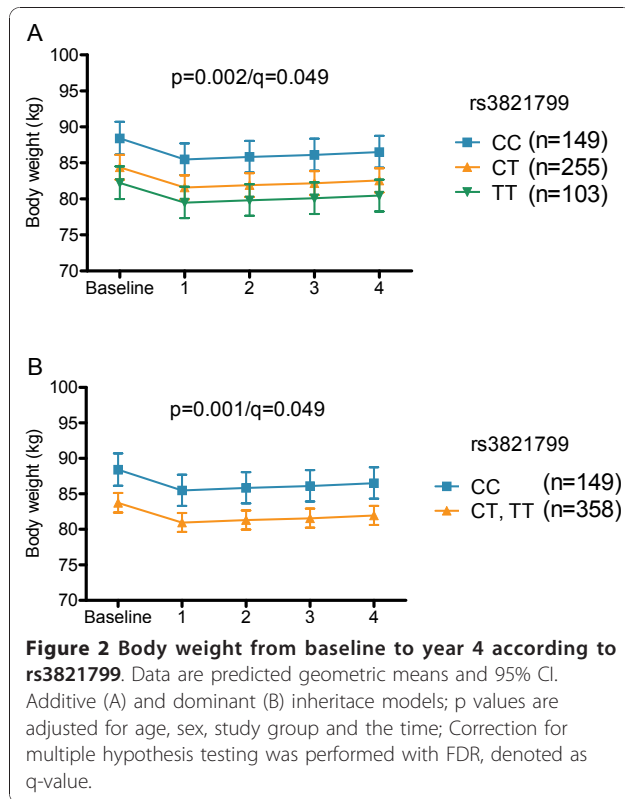 A
100
95
90
85
80
75
70
Body weight (kg)
p=0.002/q=0.049
Baseline 1 2 3 4
rs3821799
CC (n=149)
CT (n=255)
TT (n=103)
B
100
95
90
85
80
75
70
60
Body weight (kg)
p=0.001/q=0.049
Baseline 1 2 3 4
rs3821799
CC (n=149)
CT, TT (n=358)
Figure 2 Body weight from baseline to year 4 according to
rs3821799. Data are predicted geometric means and 95% CI.
Additive (A) and dominant (B) inheritace models; p values are
adjusted for age, sex, study group and the time; Correction for
multiple hypothesis testing was performed with FDR, denoted as
q-value.